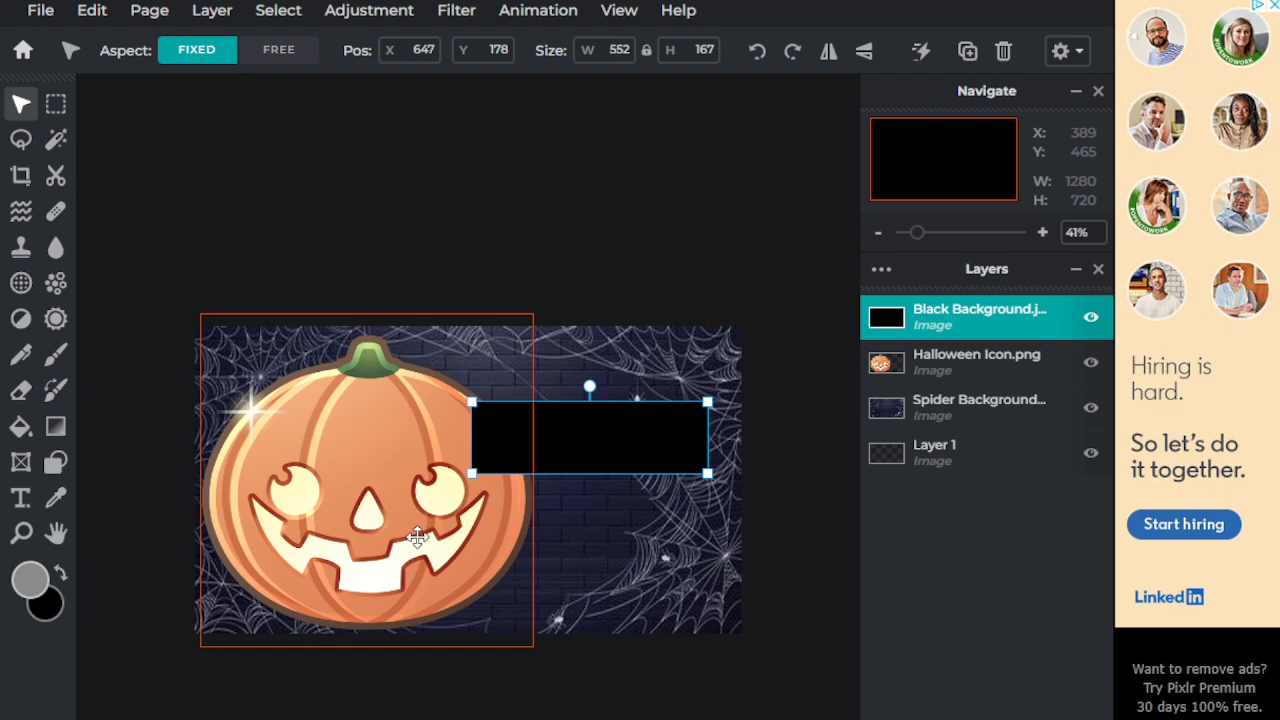 File Edit Page Layer Select Adjustment Filter Animation View Help
Aspect: FIXED FREE Pos: X 647 Y 178 Size: W 552 H 167
Navigate
X: 389
Y: 465
W: 1280
H: 720
- + 41%
Layers
Black Background.j...
Image
Halloween Icon.png
Image
Spider Background...
Image
Layer 1
Image
#OPENTOWORK
#OPENTOWORK
#OPENTOWORK
Hiring is
hard.
So let's do
it together.
Start hiring
Linked in
Want to remove ads?
Try Pixlr Premium
30 days 100% free.